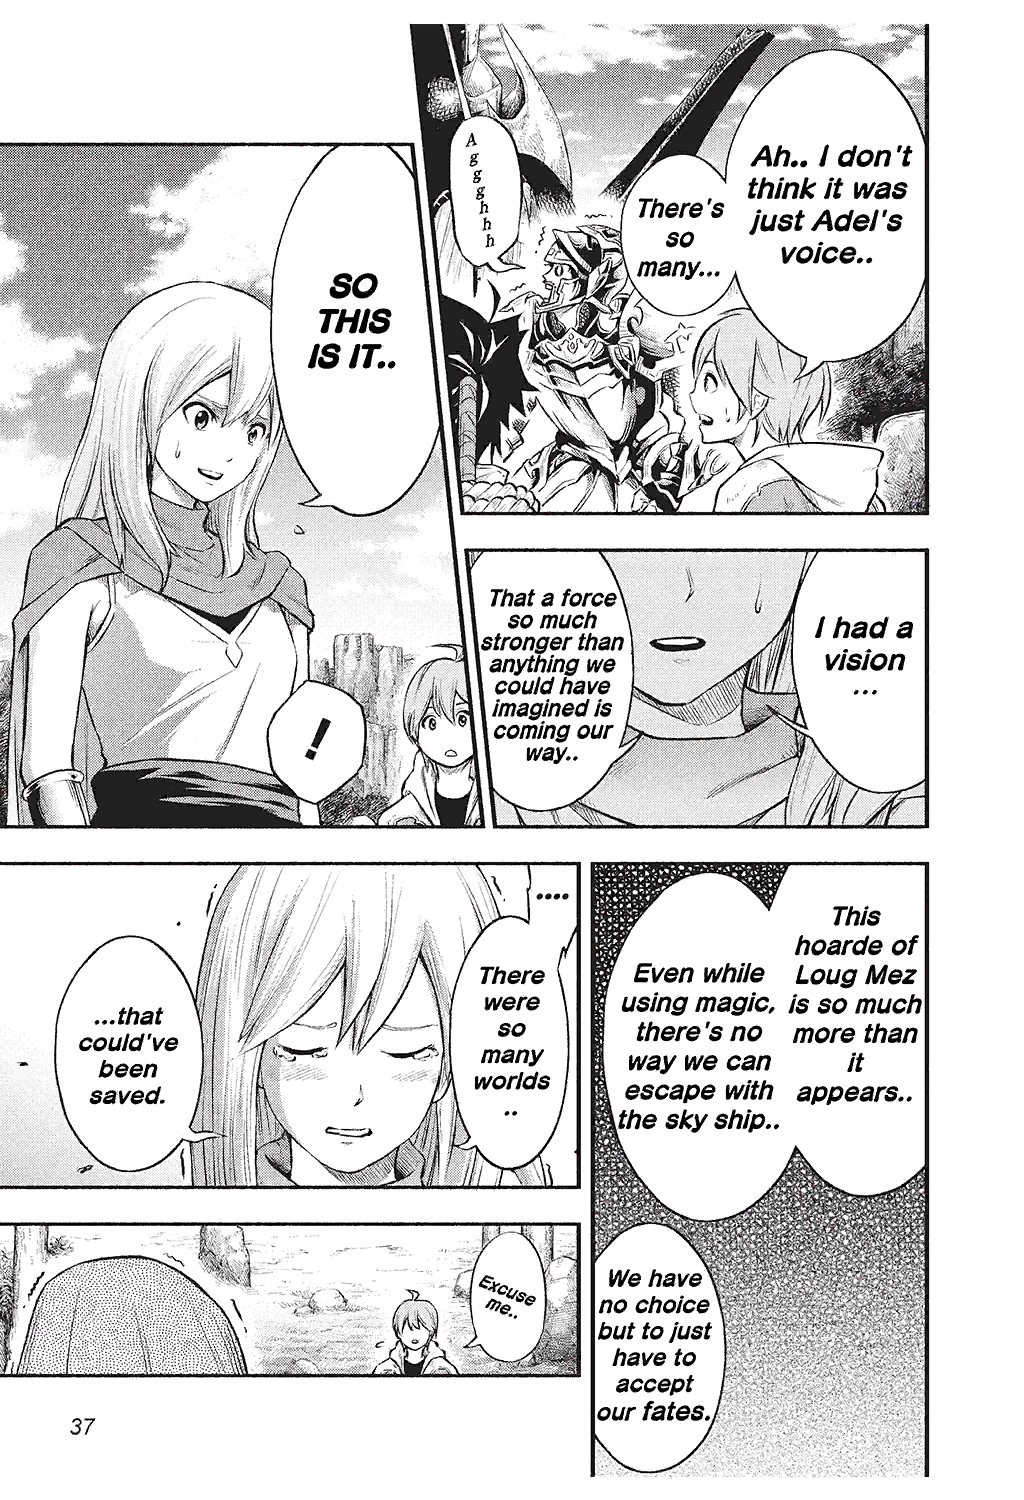 Ah.. I don't
think it was
just Adel's
voice..
There's
so
many...
Aggghhh
SO
THIS
IS IT..
!
I had a
vision
...
That a force
so much
stronger than
anything we
could have
imagined is
coming our
way..
This
hoarde of
Loug Mez
is so much
more than
it
appears..
Even while
using magic,
there's no
way we can
escape with
the sky ship..
We have
no choice
but to just
have to
accept
our fates.
....
There
were
so
many
worlds
..
...that
could've
been
saved.
Excuse
me..
37